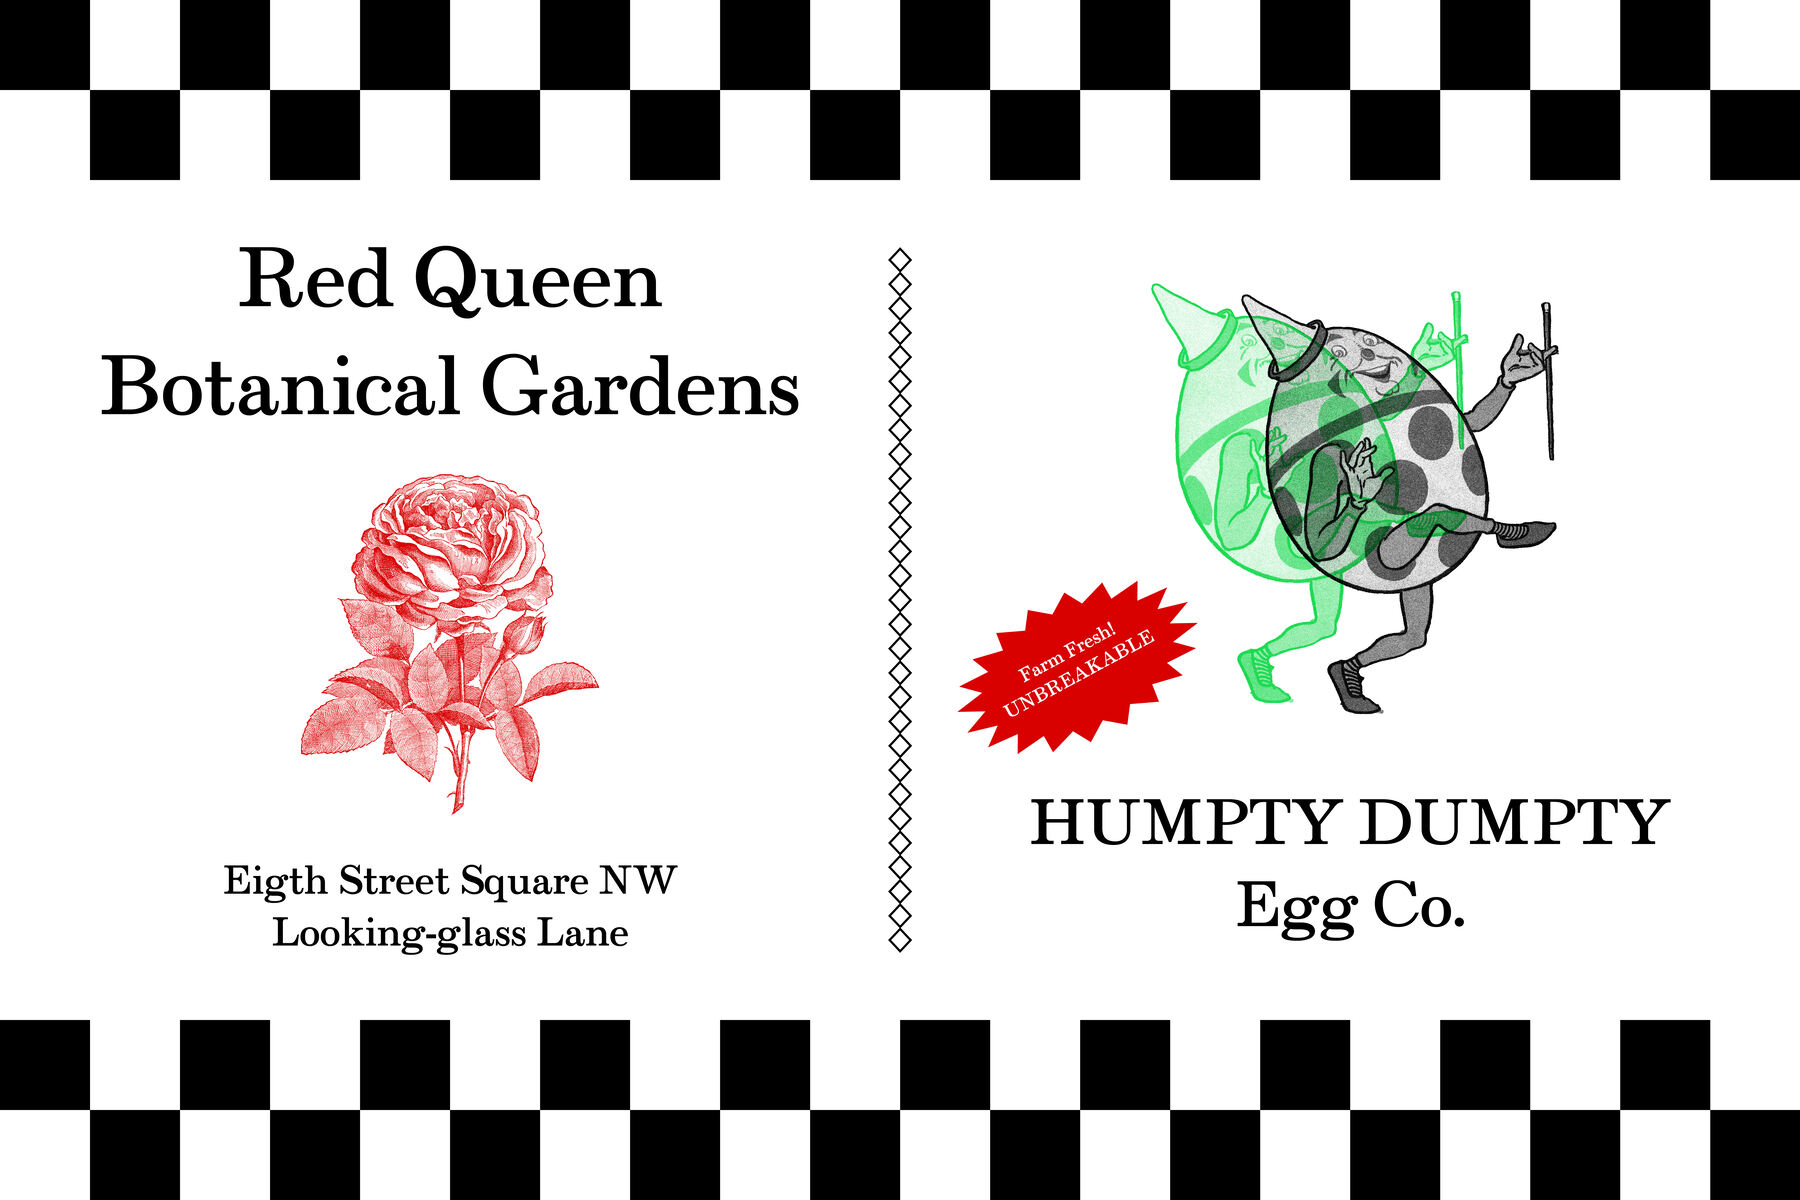 Red Queen
Botanical Gardens
Eigth Street Square NW
Looking-glass Lane
Farm Fresh!
UNBREAKABLE
HUMPTY DUMPTY
Egg Co.